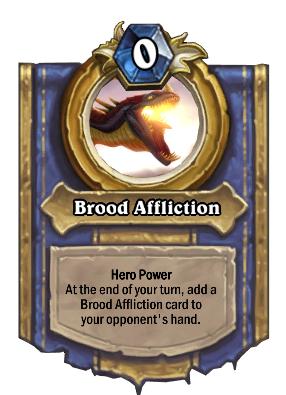 0
Brood Affliction
Hero Power
At the end of your turn, add a
Brood Affliction card to
your opponent's hand.